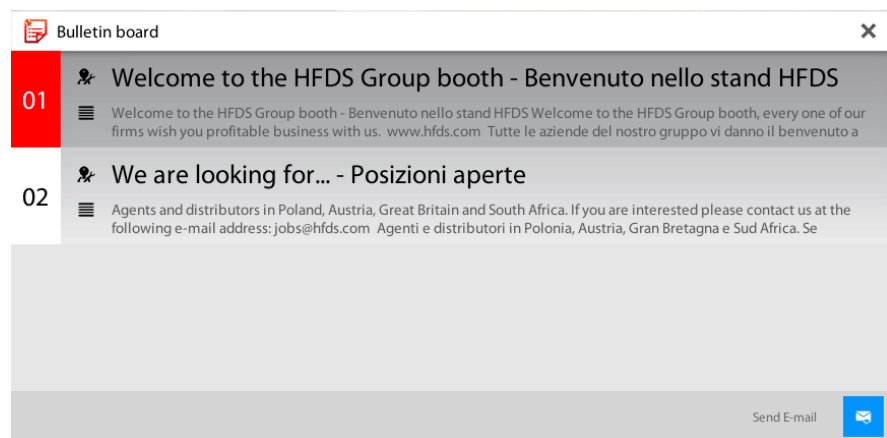 Bulletin board
01
Welcome to the HFDS Group booth - Benvenuto nello stand HFDS
Welcome to the HFDS Group booth - Benvenuto nello stand HFDS Welcome to the HFDS Group booth, every one of our
firms wish you profitable business with us. www.hfds.com Tutte le aziende del nostro gruppo vi danno il benvenuto a
02
We are looking for... - Posizioni aperte
Agents and distributors in Poland, Austria, Great Britain and South Africa. If you are interested please contact us at the
following e-mail address: jobs@hfds.com Agenti e distributori in Polonia, Austria, Gran Bretagna e Sud Africa. Se
Send E-mail